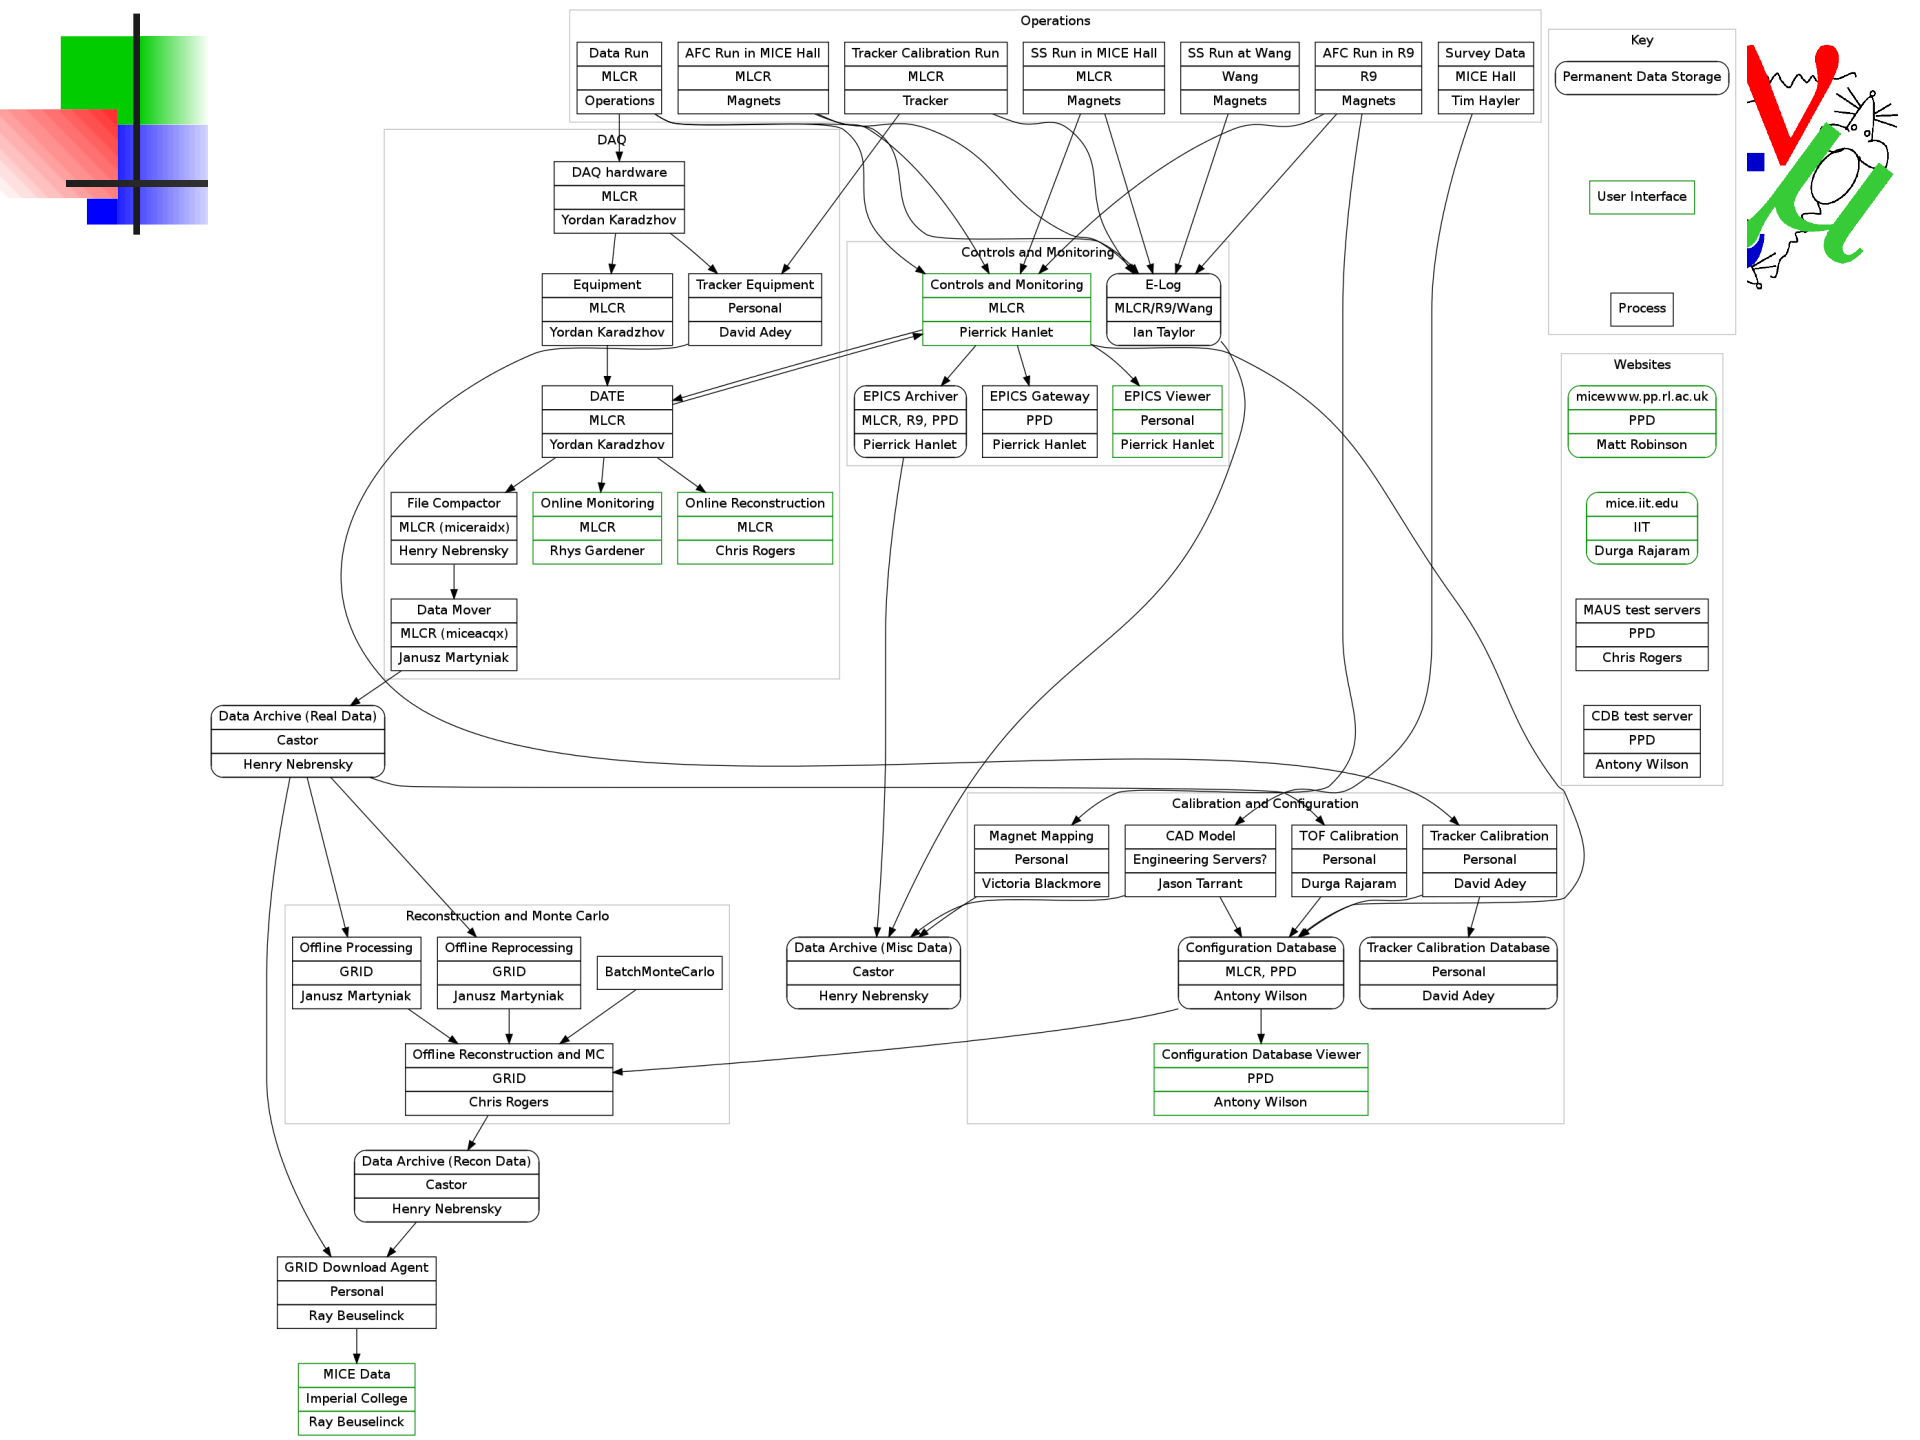 Operations
Data Run
MLCR
Operations
AFC Run in MICE Hall
MLCR
Magnets
Tracker Calibration Run
MLCR
Tracker
SS Run in MICE Hall
MLCR
Magnets
SS Run at Wang
Wang
Magnets
AFC Run in R9
R9
Magnets
Survey Data
MICE Hall
Tim Hayler
Key
Permanent Data Storage
User Interface
Process
DAQ
DAQ hardware
MLCR
Yordan Karadzhov
Equipment
MLCR
Yordan Karadzhov
Tracker Equipment
Personal
David Adey
DATE
MLCR
Yordan Karadzhov
File Compactor
MLCR (miceraidx)
Henry Nebrensky
Online Monitoring
MLCR
Rhys Gardener
Online Reconstruction
MLCR
Chris Rogers
Data Mover
MLCR (miceacqx)
Janusz Martyniak
Controls and Monitoring
Controls and Monitoring
MLCR
Pierrick Hanlet
E-Log
MLCR/R9/Wang
Ian Taylor
EPICS Archiver
MLCR, R9, PPD
Pierrick Hanlet
EPICS Gateway
PPD
Pierrick Hanlet
EPICS Viewer
Personal
Pierrick Hanlet
Websites
micewww.pp.rl.ac.uk
PPD
Matt Robinson
mice.iit.edu
IIT
Durga Rajaram
MAUS test servers
PPD
Chris Rogers
CDB test server
PPD
Antony Wilson
Data Archive (Real Data)
Castor
Henry Nebrensky
Calibration and Configuration
Magnet Mapping
Personal
Victoria Blackmore
CAD Model
Engineering Servers?
Jason Tarrant
TOF Calibration
Personal
Durga Rajaram
Tracker Calibration
Personal
David Adey
Reconstruction and Monte Carlo
Offline Processing
GRID
Janusz Martyniak
Offline Reprocessing
GRID
Janusz Martyniak
BatchMonteCarlo
Data Archive (Misc Data)
Castor
Henry Nebrensky
Configuration Database
MLCR, PPD
Antony Wilson
Tracker Calibration Database
Personal
David Adey
Offline Reconstruction and MC
GRID
Chris Rogers
Configuration Database Viewer
PPD
Antony Wilson
Data Archive (Recon Data)
Castor
Henry Nebrensky
GRID Download Agent
Personal
Ray Beuselinck
MICE Data
Imperial College
Ray Beuselinck